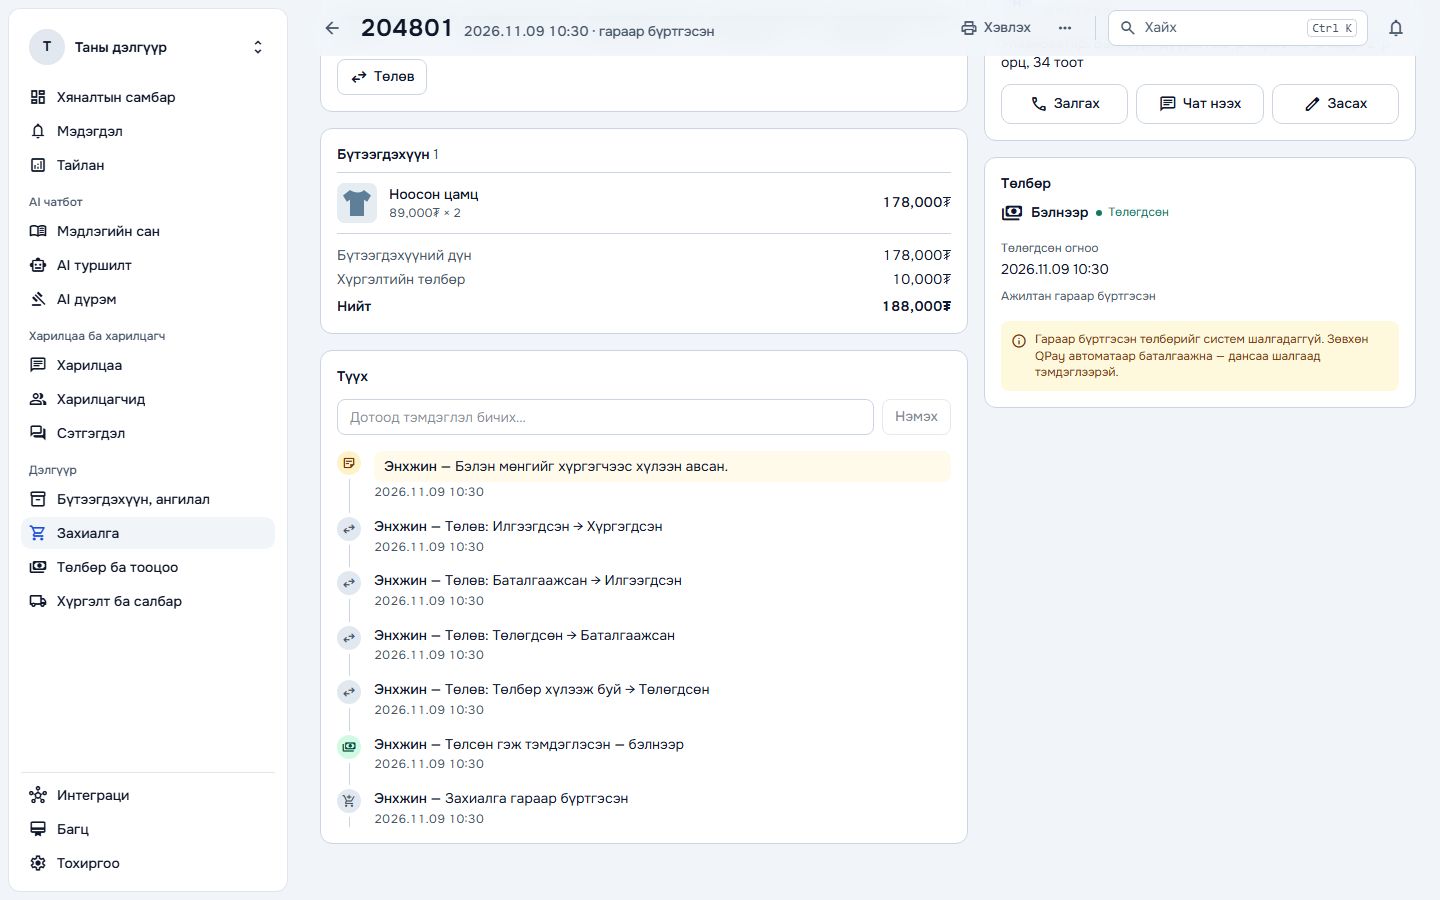 Т Таны дэлгүүр
Хяналтын самбар
Мэдэгдэл
Тайлан
AI чатбот
Мэдлэгийн сан
AI туршилт
AI дүрэм
Харилцаа ба харилцагч
Харилцаа
Харилцагчид
Сэтгэгдэл
Дэлгүүр
Бүтээгдэхүүн, ангилал
Захиалга
Төлбөр ба тооцоо
Хүргэлт ба салбар
Интеграци
Багц
Тохиргоо
204801 2026.11.09 10:30 · гараар бүртгэсэн
Хэвлэх
Хайх Ctrl K
Төлөв
Бүтээгдэхүүн 1
Ноосон цамц
89,000₮ × 2
178,000₮
Бүтээгдэхүүний дүн 178,000₮
Хүргэлтийн төлбөр 10,000₮
Нийт 188,000₮
Түүх
Дотоод тэмдэглэл бичих...
Нэмэх
Энхжин — Бэлэн мөнгийг хүргэгчээс хүлээн авсан.
2026.11.09 10:30
Энхжин — Төлөв: Илгээгдсэн → Хүргэгдсэн
2026.11.09 10:30
Энхжин — Төлөв: Баталгаажсан → Илгээгдсэн
2026.11.09 10:30
Энхжин — Төлөв: Төлөгдсөн → Баталгаажсан
2026.11.09 10:30
Энхжин — Төлөв: Төлбөр хүлээж буй → Төлөгдсөн
2026.11.09 10:30
Энхжин — Төлсөн гэж тэмдэглэсэн — бэлнээр
2026.11.09 10:30
Энхжин — Захиалга гараар бүртгэсэн
2026.11.09 10:30
орц, 34 тоот
Залгах
Чат нээх
Засах
Төлбөр
Бэлнээр • Төлөгдсөн
Төлөгдсөн огноо
2026.11.09 10:30
Ажилтан гараар бүртгэсэн
Гараар бүртгэсэн төлбөрийг систем шалгадаггүй. Зөвхөн
QPay автоматаар баталгаажна — дансаа шалгаад
тэмдэглээрэй.